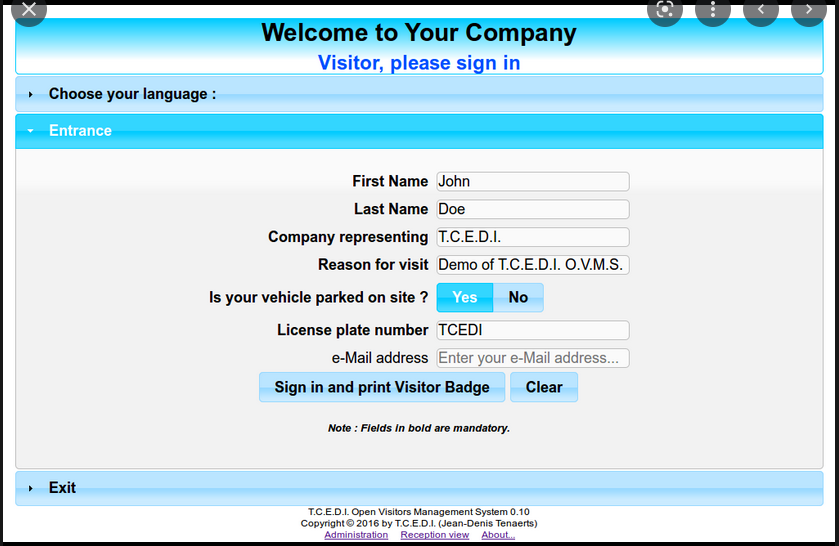 Welcome to Your Company
Visitor, please sign in
Choose your language :
Entrance
First Name John
Last Name Doe
Company representing T.C.E.D.I.
Reason for visit Demo of T.C.E.D.I. O.V.M.S.
Is your vehicle parked on site ? Yes No
License plate number TCEDI
e-Mail address Enter your e-Mail address...
Sign in and print Visitor Badge Clear
Note : Fields in bold are mandatory.
Exit
T.C.E.D.I. Open Visitors Management System 0.10
Copyright © 2016 by T.C.E.D.I. (Jean-Denis Tenaerts)
Administration Reception view About...